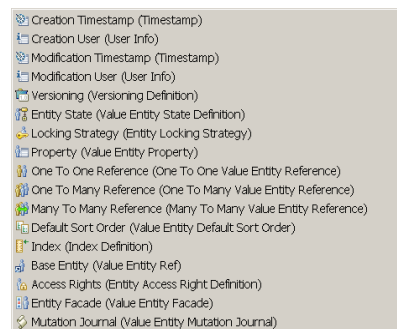 Creation Timestamp (Timestamp)
Creation User (User Info)
Modification Timestamp (Timestamp)
Modification User (User Info)
Versioning (Versioning Definition)
Entity State (Value Entity State Definition)
Locking Strategy (Entity Locking Strategy)
Property (Value Entity Property)
One To One Reference (One To One Value Entity Reference)
One To Many Reference (One To Many Value Entity Reference)
Many To Many Reference (Many To Many Value Entity Reference)
Default Sort Order (Value Entity Default Sort Order)
Index (Index Definition)
Base Entity (Value Entity Ref)
Access Rights (Entity Access Right Definition)
Entity Facade (Value Entity Facade)
Mutation Journal (Value Entity Mutation Journal)